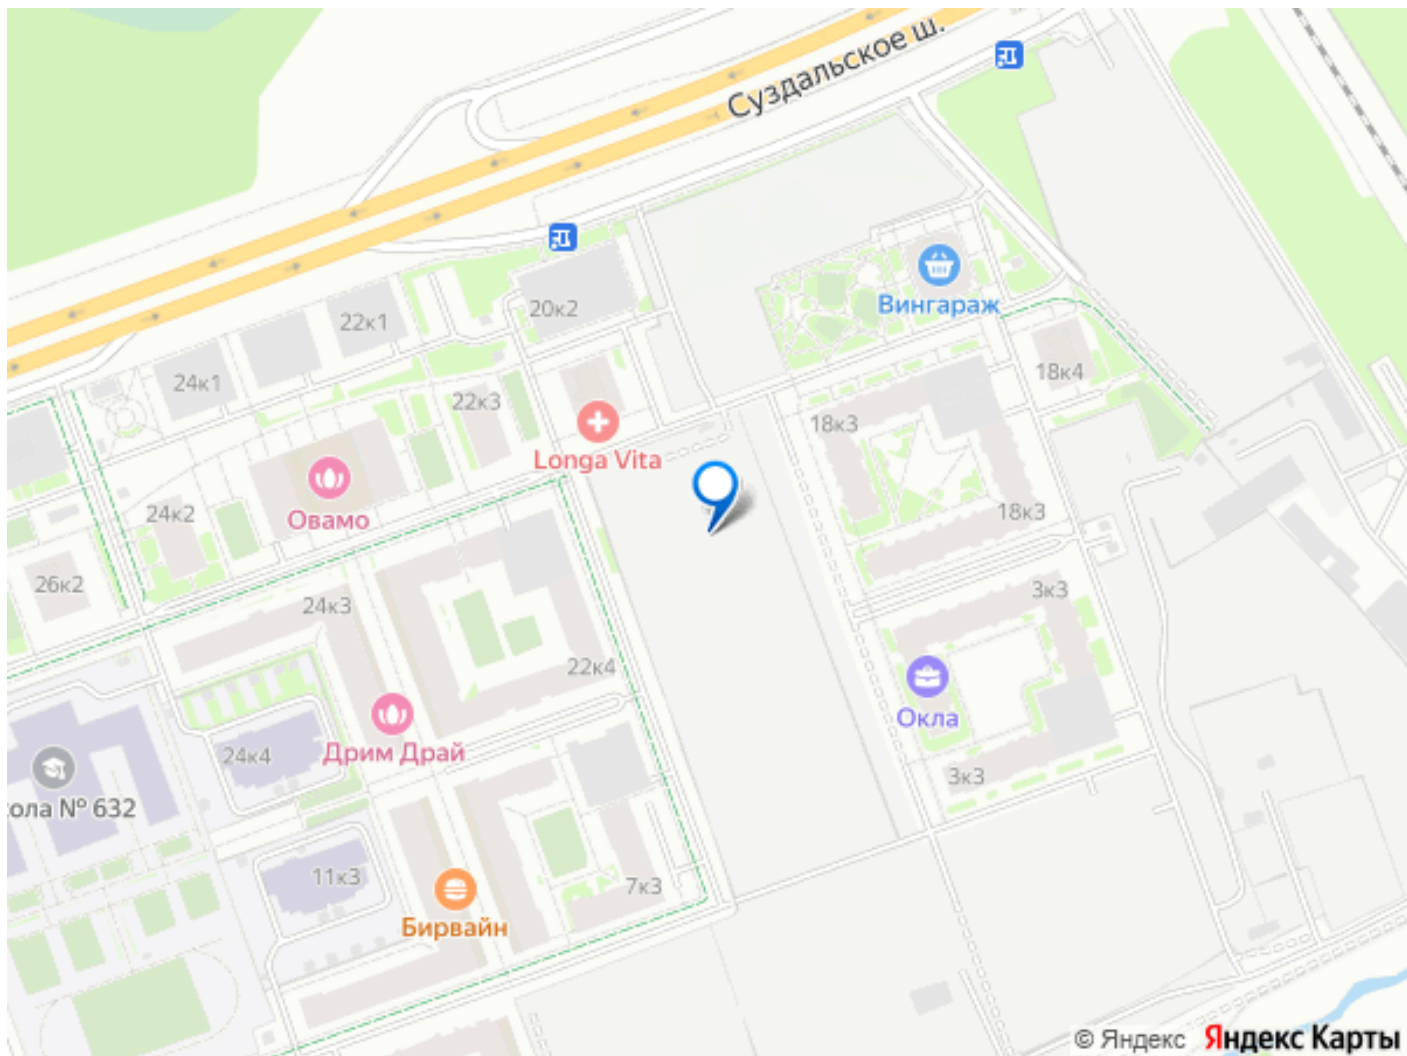 Суздальское ш.
Вингараж
20к2
22к1
24к1
18к4
22к3
18к3
Longa Vita
Овамо
24к2
18к3
26к2
24к3
3к3
22к4
Окла
Дрим Драй
24к4
3к3
ола № 632
11к3
7к3
Бирвайн
© Яндекс Яндекс Карты